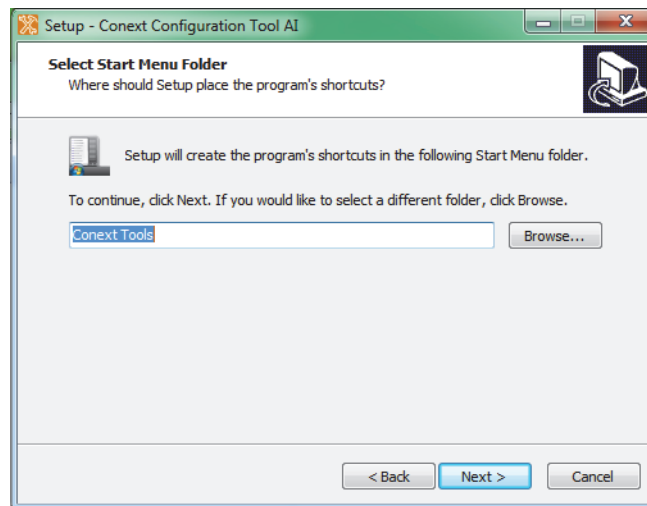 Setup - Conext Configuration Tool AI
Select Start Menu Folder
Where should Setup place the program's shortcuts?
Setup will create the program's shortcuts in the following Start Menu folder.
To continue, click Next. If you would like to select a different folder, click Browse.
Conext Tools
Browse...
< Back
Next >
Cancel